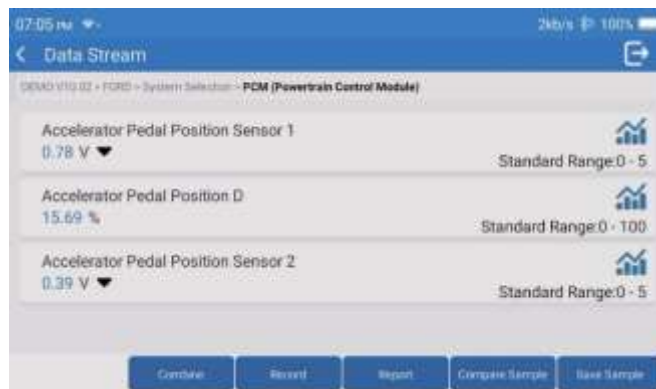 07:05 PM
2kb/s 100%
Data Stream
DEMO V10.02 > FORD > System Selection > PCM (Powertrain Control Module)
Accelerator Pedal Position Sensor 1
0.78 V
Standard Range:0 - 5
Accelerator Pedal Position D
15.69 %
Standard Range:0 - 100
Accelerator Pedal Position Sensor 2
0.39 V
Standard Range:0 - 5
Combine Record Report Compare Sample Save Sample